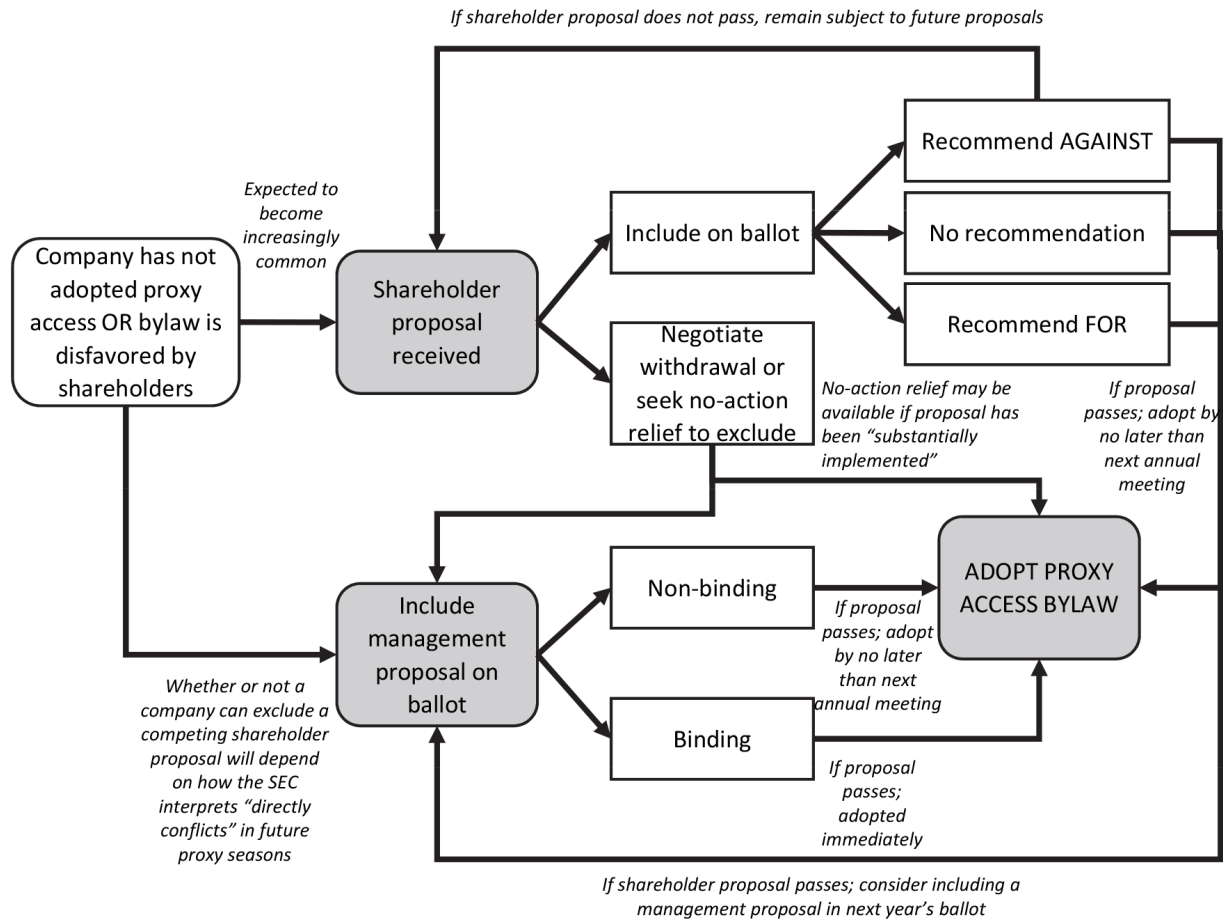 If shareholder proposal does not pass, remain subject to future proposals
Recommend AGAINST
Expected to
become
increasingly
common
Include on ballot
No recommendation
Company has not
adopted proxy
access OR bylaw is
disfavored by
shareholders
Shareholder
proposal
received
Recommend FOR
Negotiate
withdrawal or
seek no-action
relief to exclude
No-action relief may be
available if proposal has
been “substantially
implemented”
If proposal
passes; adopt by
no later than
next annual
meeting
ADOPT PROXY
ACCESS BYLAW
Non-binding
Include
management
proposal on
ballot
If proposal
passes; adopt
by no later
than next
annual meeting
Whether or not a
company can exclude a
competing shareholder
proposal will depend
on how the SEC
interprets “directly
conflicts” in future
proxy seasons
Binding
If proposal
passes;
adopted
immediately
If shareholder proposal passes; consider including a
management proposal in next year’s ballot